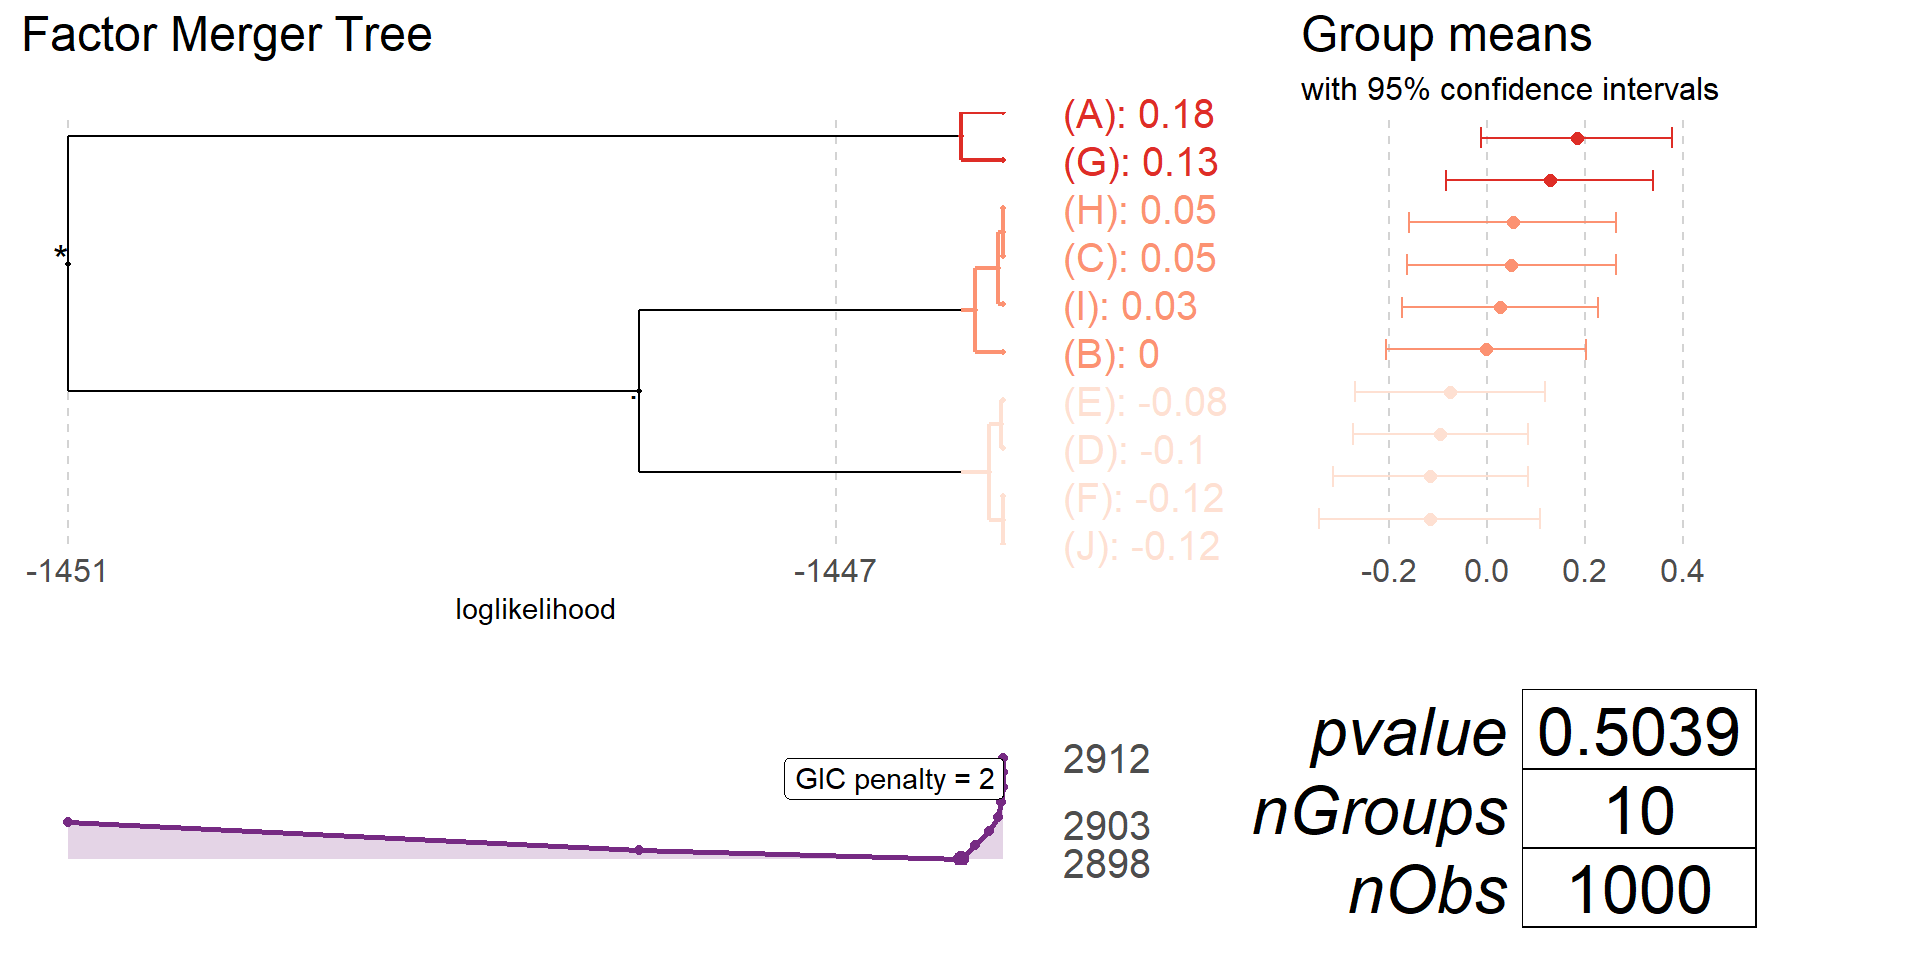 Factor Merger Tree
*
.
(A): 0.18
(G): 0.13
(H): 0.05
(C): 0.05
(I): 0.03
(B): 0
(E): -0.08
(D): -0.1
(F): -0.12
(J): -0.12
-1451
-1447
loglikelihood
Group means
with 95% confidence intervals
-0.2
0.0
0.2
0.4
GIC penalty = 2
2912
2903
2898
pvalue 0.5039
nGroups 10
nObs 1000